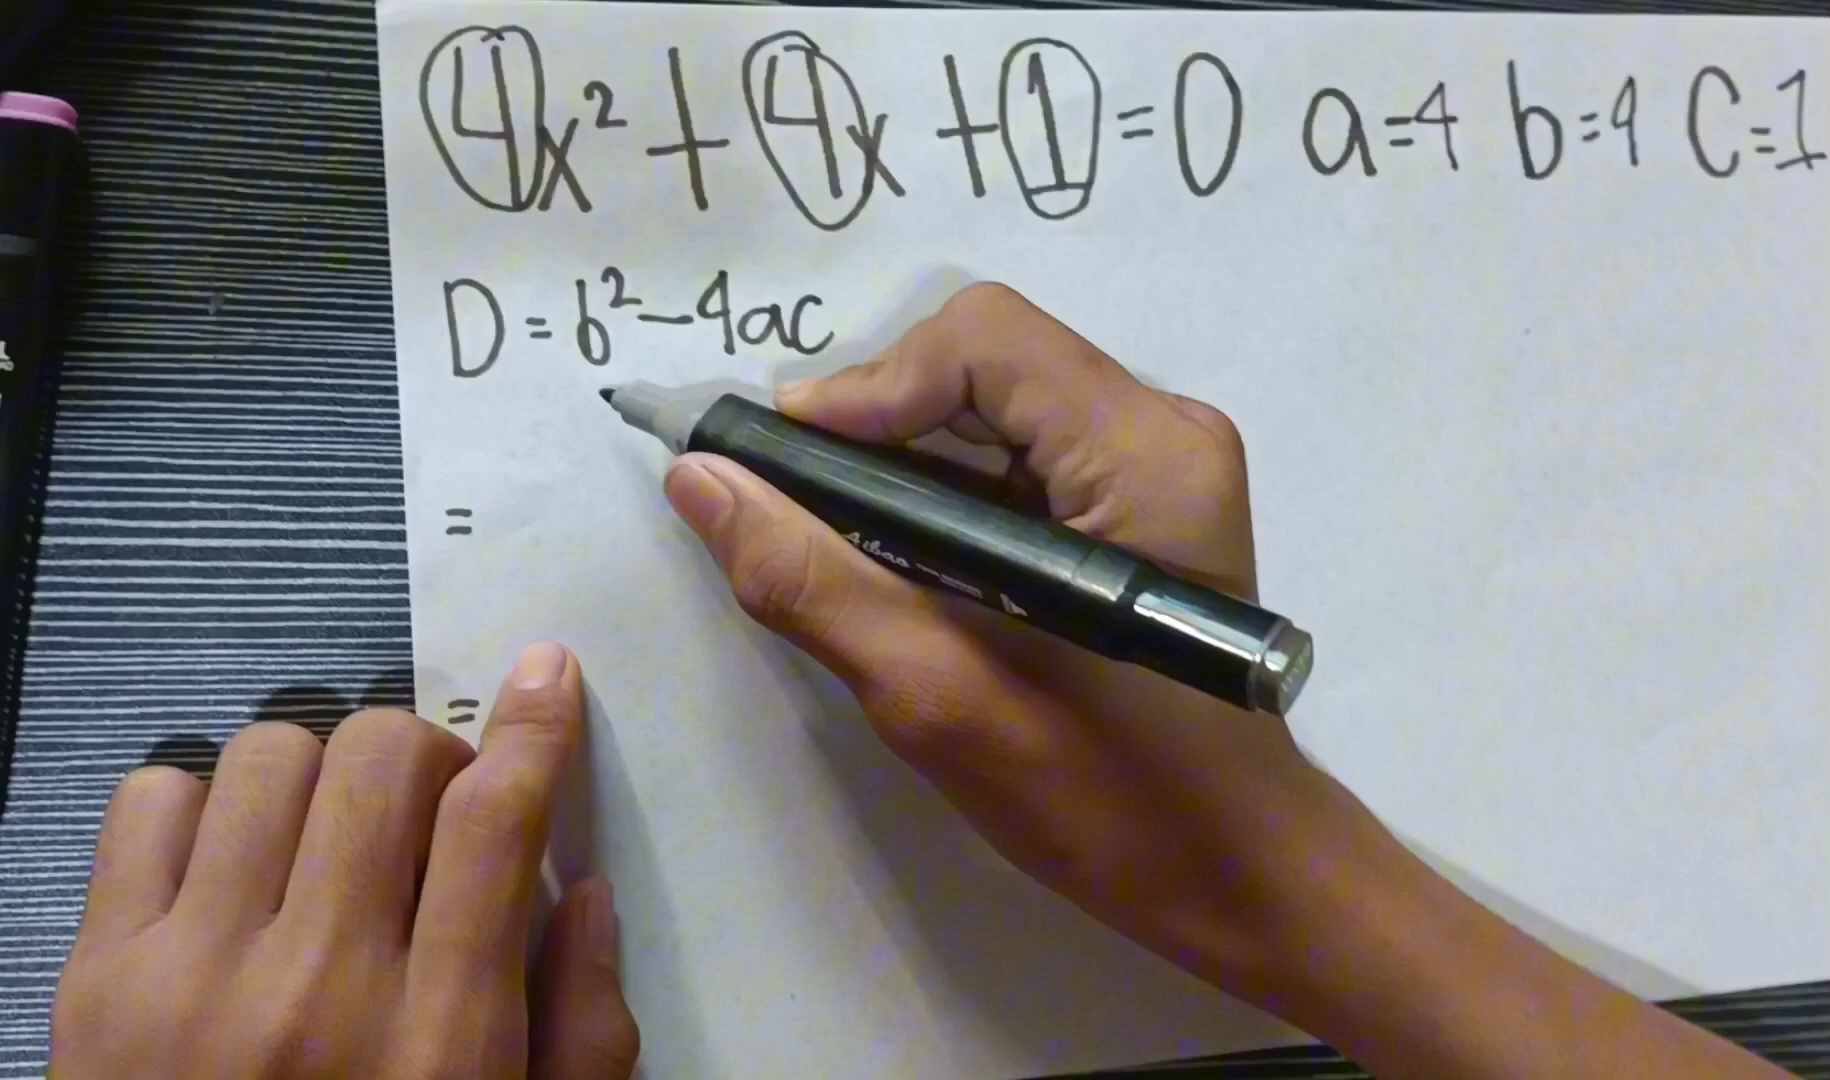 4x² + 4x + 1 = 0 a=4 b=4 C=1
D = b² - 4ac
=
=